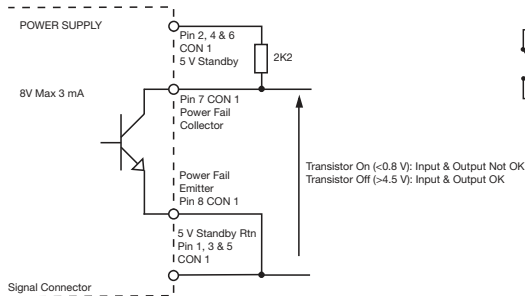 POWER SUPPLY
Pin 2, 4 & 6
CON 1
5 V Standby
2K2
8V Max 3 mA
Pin 7 CON 1
Power Fail
Collector
Transistor On (<0.8 V): Input & Output Not OK
Transistor Off (>4.5 V): Input & Output OK
Power Fail
Emitter
Pin 8 CON 1
5 V Standby Rtn
Pin 1, 3 & 5
CON 1
Signal Connector